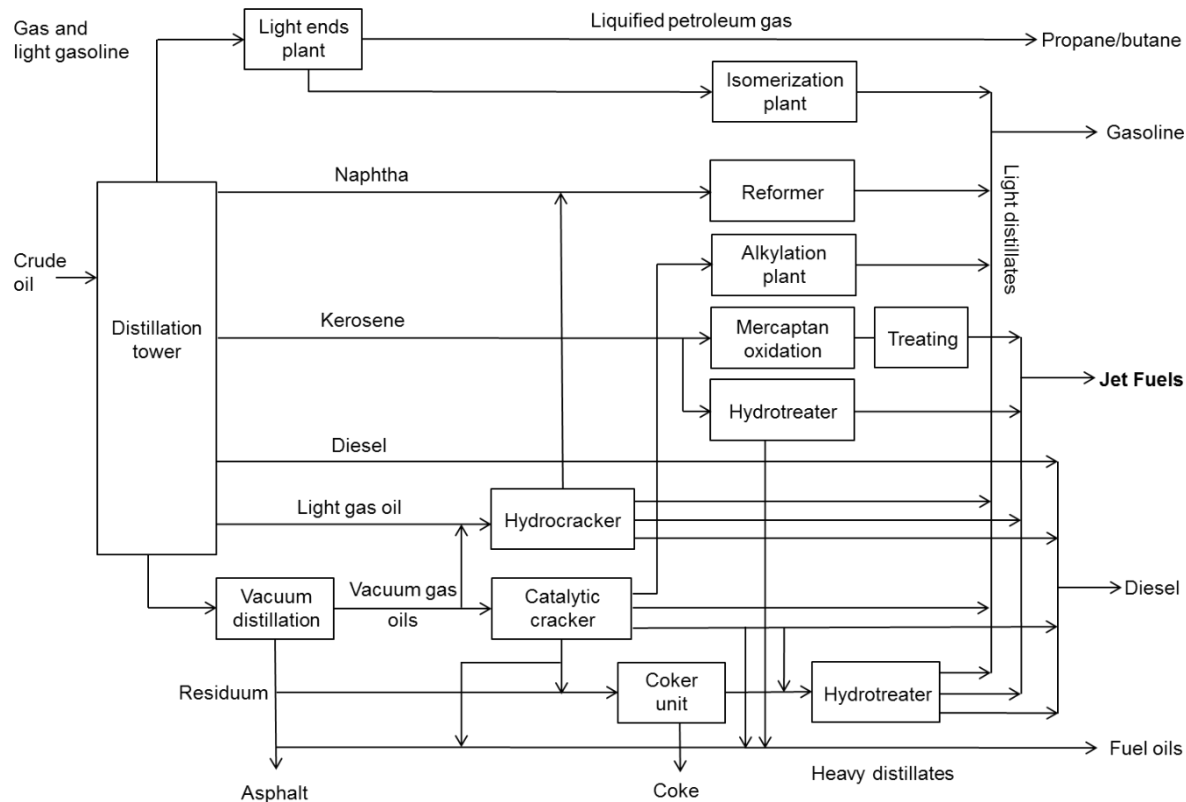 Gas and
light gasoline
Light ends
plant
Liquified petroleum gas
Propane/butane
Isomerization
plant
Gasoline
Naphtha
Reformer
Light distillates
Crude
oil
Alkylation
plant
Distillation
tower
Kerosene
Mercaptan
oxidation
Treating
Jet Fuels
Hydrotreater
Diesel
Light gas oil
Hydrocracker
Vacuum
distillation
Vacuum gas
oils
Catalytic
cracker
Diesel
Residuum
Coker
unit
Hydrotreater
Fuel oils
Heavy distillates
Asphalt
Coke